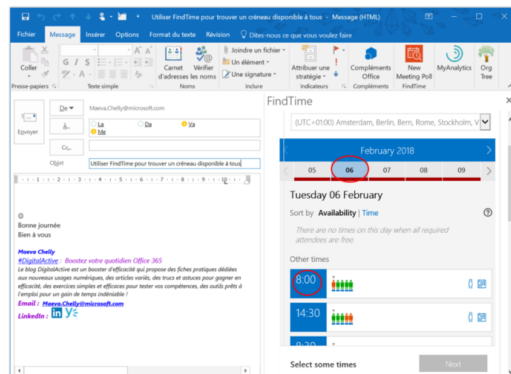 Utiliser FindTime pour trouver un créneau disponible à tous - Message (HTML)
Fichier Message Insérer Options Format du texte Révision Dites-nous ce que vous voulez faire
Coller
G I S
Carnet d'adresses
Vérifier les noms
Joindre un fichier
Une signature
Attribuer une stratégie
Compléments Office
New Meeting Poll
MyAnalytics
Org Tree
Presse-papiers Texte simple Noms Inclure Indicateurs Compléments FindTime
Envoyer
De Maeva.Chelly@microsoft.com
À... La Da Ya
Me
Cc...
Objet Utiliser FindTime pour trouver un créneau disponible à tous
Bonne journée
Bien à vous
Maeva Chelly
#DigitalActive : Boostez votre quotidien Office 365
Le blog DigitalActive est un booster d'efficacité qui propose des fiches pratiques dédiées
aux nouveaux usages numériques, des articles variés, des trucs et astuces pour gagner en
efficacité, des exercices simples et efficaces pour tester vos compétences, des outils prêts à
l'emploi pour un gain de temps indéniable !
Email : Maeva.Chelly@microsoft.com
LinkedIn :
FindTime
(UTC+01:00) Amsterdam, Berlin, Bern, Rome, Stockholm, V
February 2018
05 06 07 08 09
Tuesday 06 February
Sort by Availability | Time
There are no times on this day when all required
attendees are free.
Other times
8:00
14:30
8:30
Select some times Next